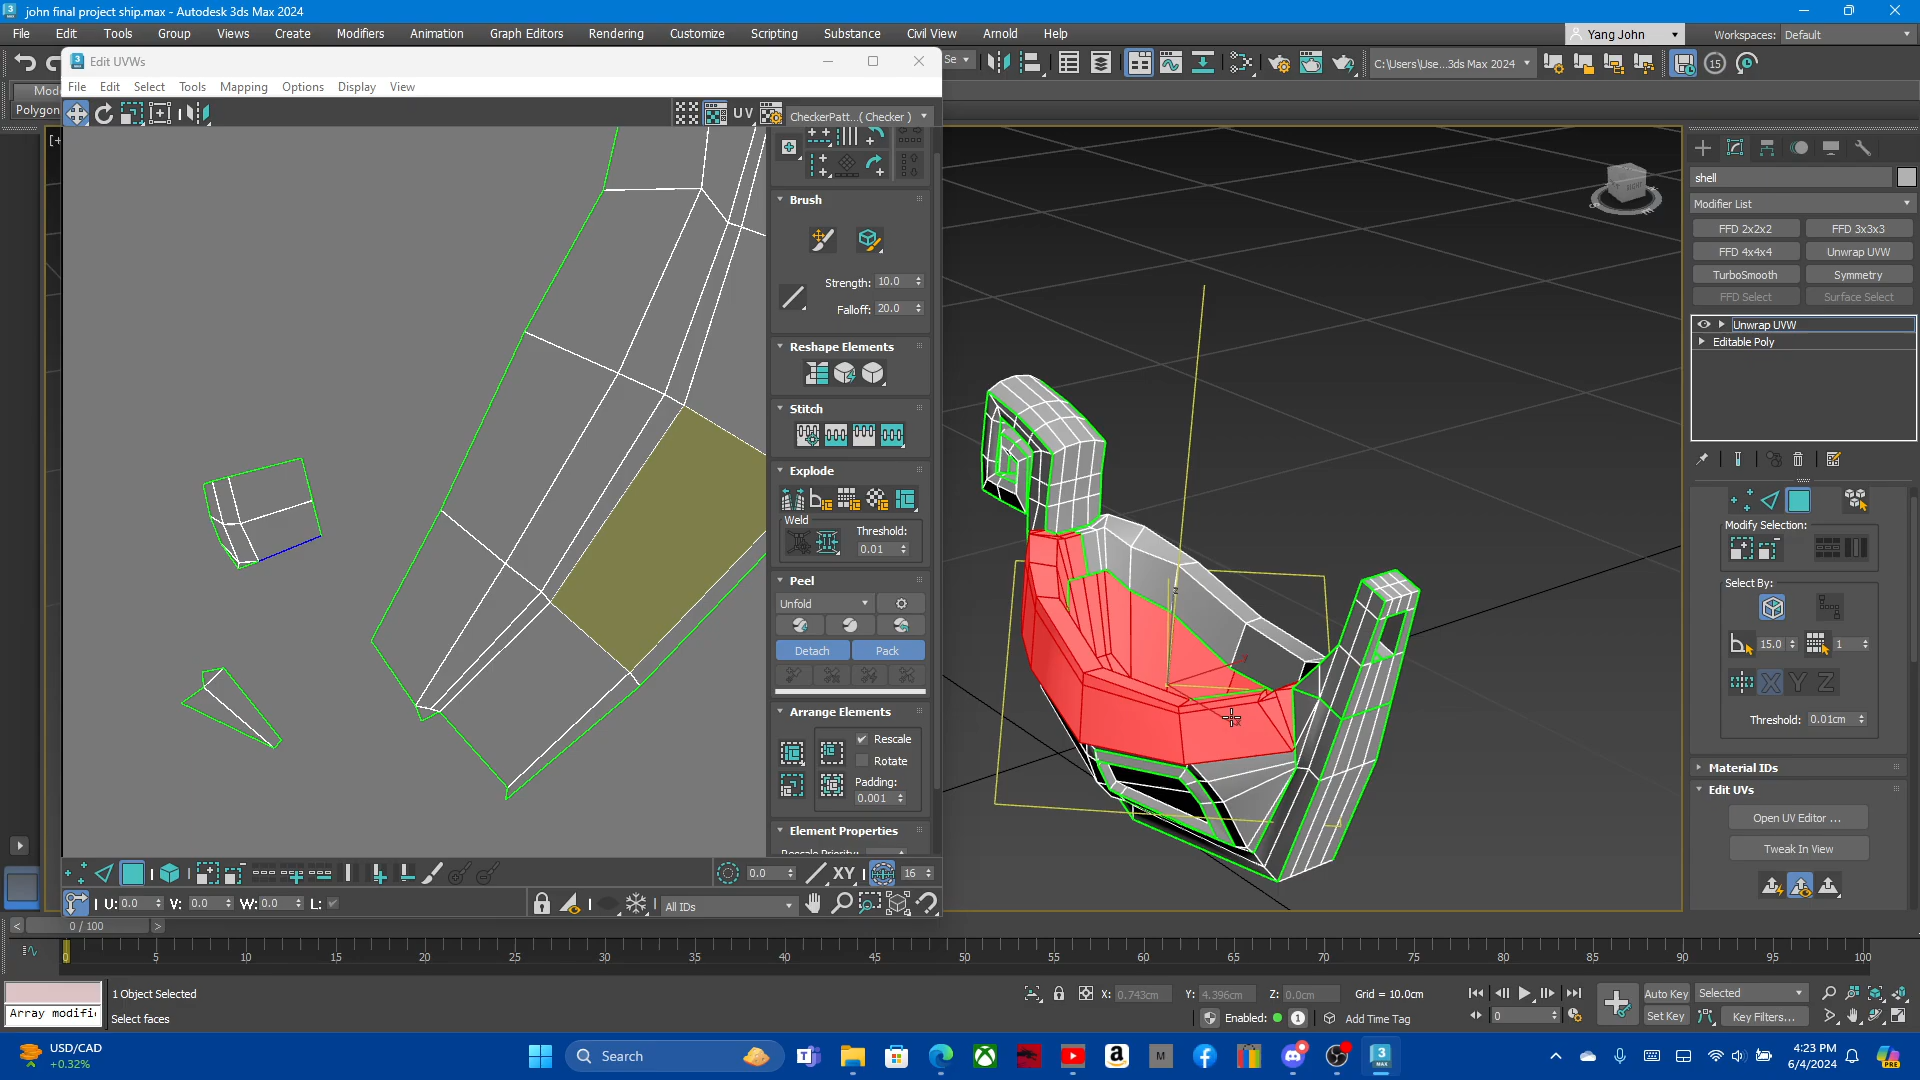 john final project ship.max - Autodesk 3ds Max 2024
File Edit Tools Group Views Create Modifiers Animation Graph Editors Rendering Customize Scripting Substance Civil View Arnold Help
Yang John
Workspaces: Default
Edit UVWs
C:\Users\Use...3ds Max 2024
File Edit Select Tools Mapping Options Display View
Polygon
UV
CheckerPatt...( Checker )
Brush
Strength: 10.0
Falloff: 20.0
Reshape Elements
Stitch
Explode
Weld
Threshold:
0.01
Peel
Unfold
Detach Pack
Arrange Elements
Rescale
Rotate
Padding:
0.001
Element Properties
0.0
XY
16
U: 0.0 V: 0.0 W: 0.0 L:
All IDs
shell
Modifier List
FFD 2x2x2 FFD 3x3x3
FFD 4x4x4 Unwrap UVW
TurboSmooth Symmetry
FFD Select Surface Select
Unwrap UVW
Editable Poly
Modify Selection:
Select By:
15.0 1
X Y Z
Threshold: 0.01cm
Material IDs
Edit UVs
Open UV Editor ...
Tweak In View
0 / 100
0 5 10 15 20 25 30 35 40 45 50 55 60 65 70 75 80 85 90 95 100
1 Object Selected
Array modifi
Select faces
X: 0.743cm Y: 4.396cm Z: 0.0cm Grid = 10.0cm
Enabled: 1 Add Time Tag
0
Auto Key Selected
Set Key Key Filters...
USD/CAD
+0.32%
Search
4:23 PM
6/4/2024